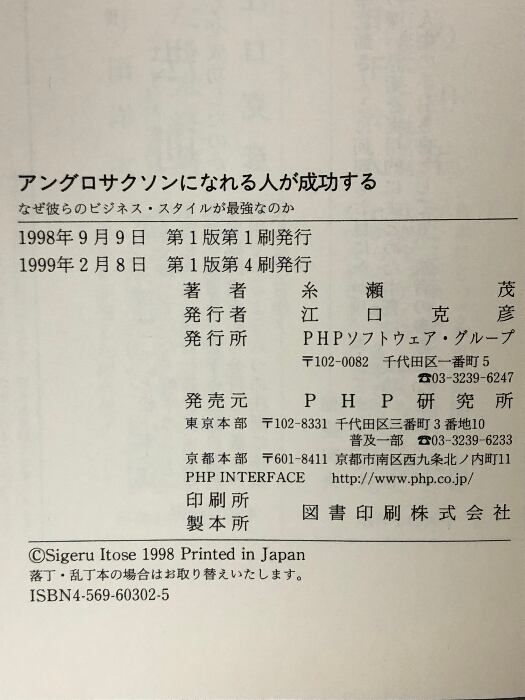 アングロサクソンになれる人が成功する
なぜ彼らのビジネス・スタイルが最強なのか
1998年9月9日 第1版第1刷発行
1999年2月8日 第1版第4刷発行
著者 糸瀬茂
発行者 江口克彦
発行所 PHPソフトウェア・グループ
〒102-0082 千代田区一番町5
☎03-3239-6247
発売元 PHP研究所
東京本部 〒102-8331 千代田区三番町3番地10
普及一部 ☎03-3239-6233
京都本部 〒601-8411 京都市南区西九条北ノ内町11
PHP INTERFACE http://www.php.co.jp/
印刷所
製本所 図書印刷株式会社
©Sigeru Itose 1998 Printed in Japan
落丁・乱丁本の場合はお取り替えいたします。
ISBN4-569-60302-5